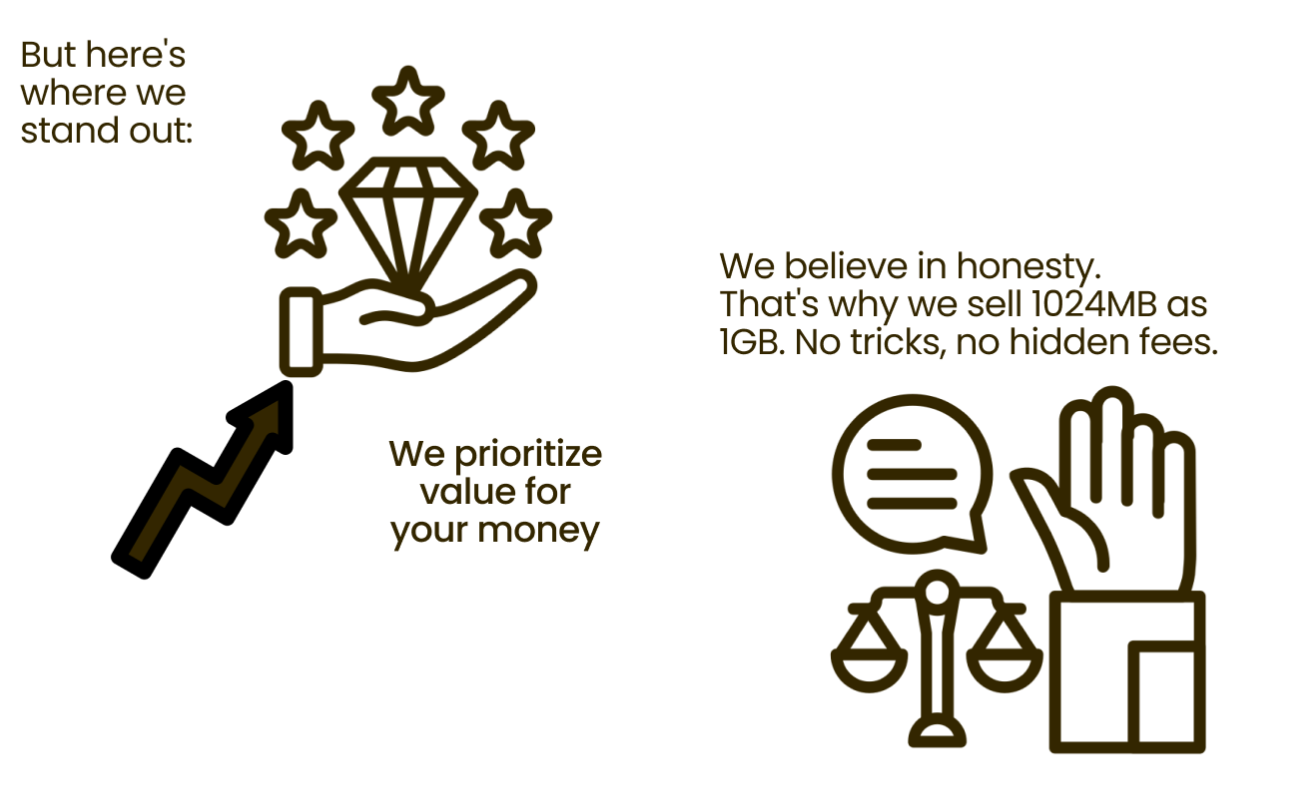 But here's
where we
stand out:
We prioritize
value for
your money
We believe in honesty.
That's why we sell 1024MB as
1GB. No tricks, no hidden fees.